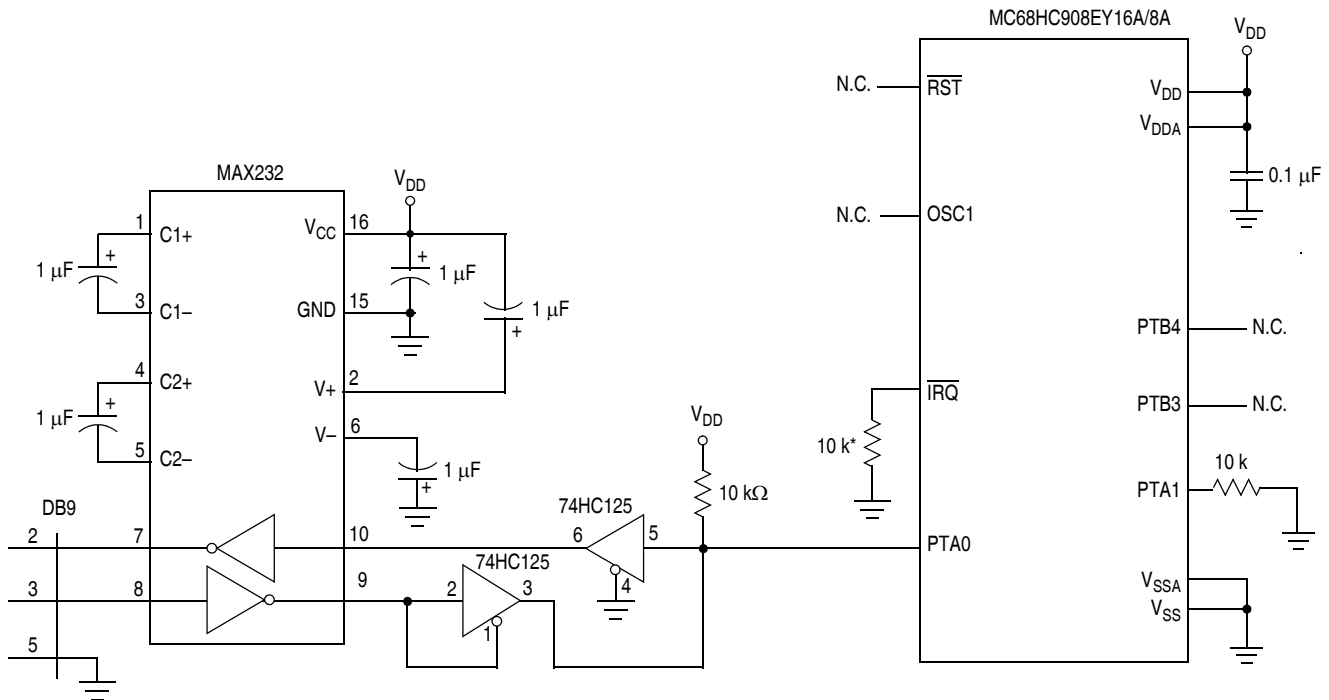 MC68HC908EY16A/8A
V_DD
N.C.
RST
V_DD
V_DDA
0.1 µF
N.C.
OSC1
MAX232
V_DD
1
C1+
V_CC
16
1 µF
+
+
1 µF
3
C1–
GND
15
1 µF
+
4
C2+
V+
2
1 µF
+
5
C2–
V–
6
1 µF
+
PTB4
N.C.
IRQ
PTB3
N.C.
10 k*
V_DD
10 kΩ
PTA1
10 k
DB9
2
7
10
74HC125
6
5
4
PTA0
3
8
9
74HC125
2
3
1
5
V_SSA
V_SS